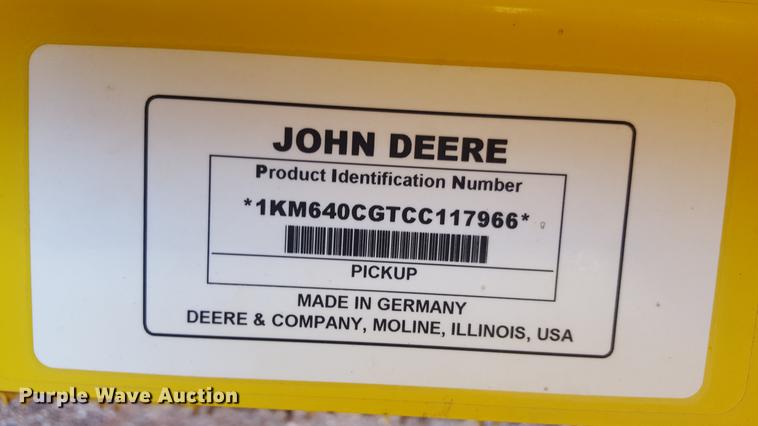 JOHN DEERE
Product Identification Number
*1KM640CGTCC117966*
PICKUP
MADE IN GERMANY
DEERE & COMPANY, MOLINE, ILLINOIS, USA
Purple Wave Auction